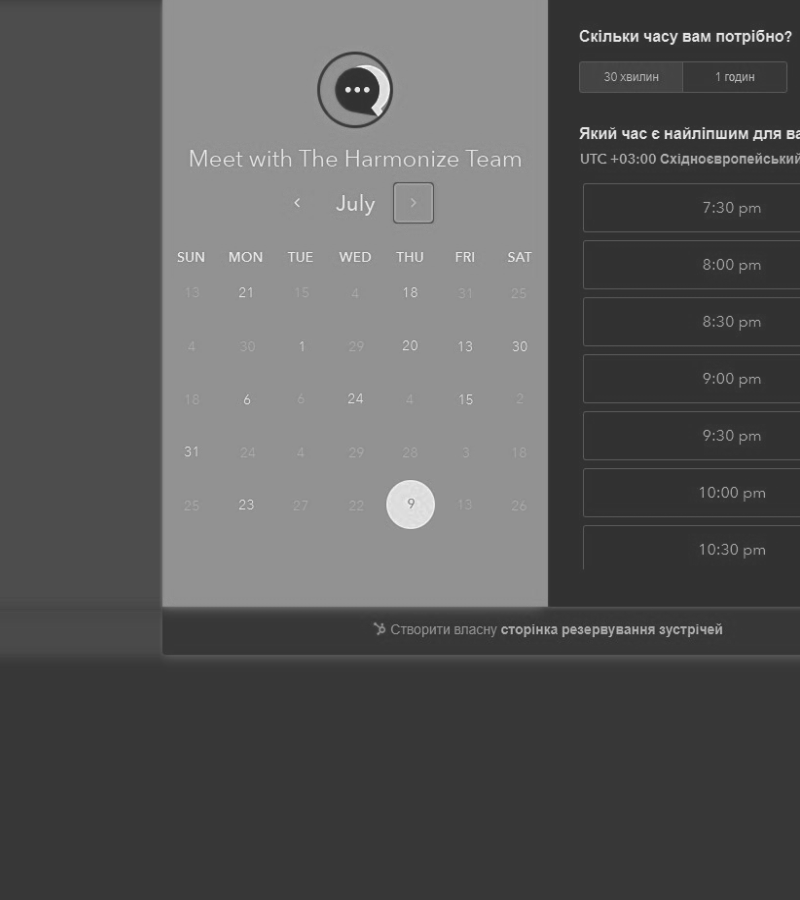 Meet with The Harmonize Team
July
SUN MON TUE WED THU FRI SAT
13 21 15 4 18 31 25
4 30 1 29 20 13 30
18 6 6 24 4 15 2
31 24 4 29 28 3 18
25 23 27 22 9 13 26
Скільки часу вам потрібно?
30 хвилин 1 годин
Який час є найліпшим для
UTC +03:00 Східноєвропейський
7:30 pm
8:00 pm
8:30 pm
9:00 pm
9:30 pm
10:00 pm
10:30 pm
Створити власну сторінка резервування зустрічей